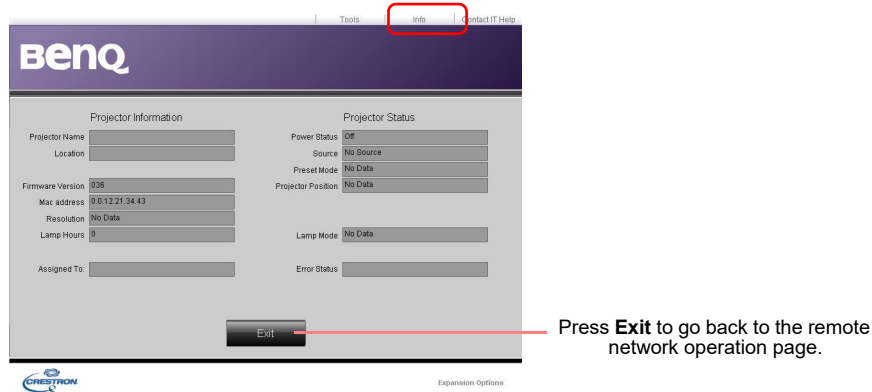 Tools Info Contact IT Help
BenQ
Projector Information
Projector Name
Location
Firmware Version 036
Mac address 0.0.12.21.34.43
Resolution No Data
Lamp Hours 0
Assigned To:
Projector Status
Power Status Off
Source No Source
Preset Mode No Data
Projector Position No Data
Lamp Mode No Data
Error Status
Exit
Press Exit to go back to the remote
network operation page.
CRESTRON
Expansion Options